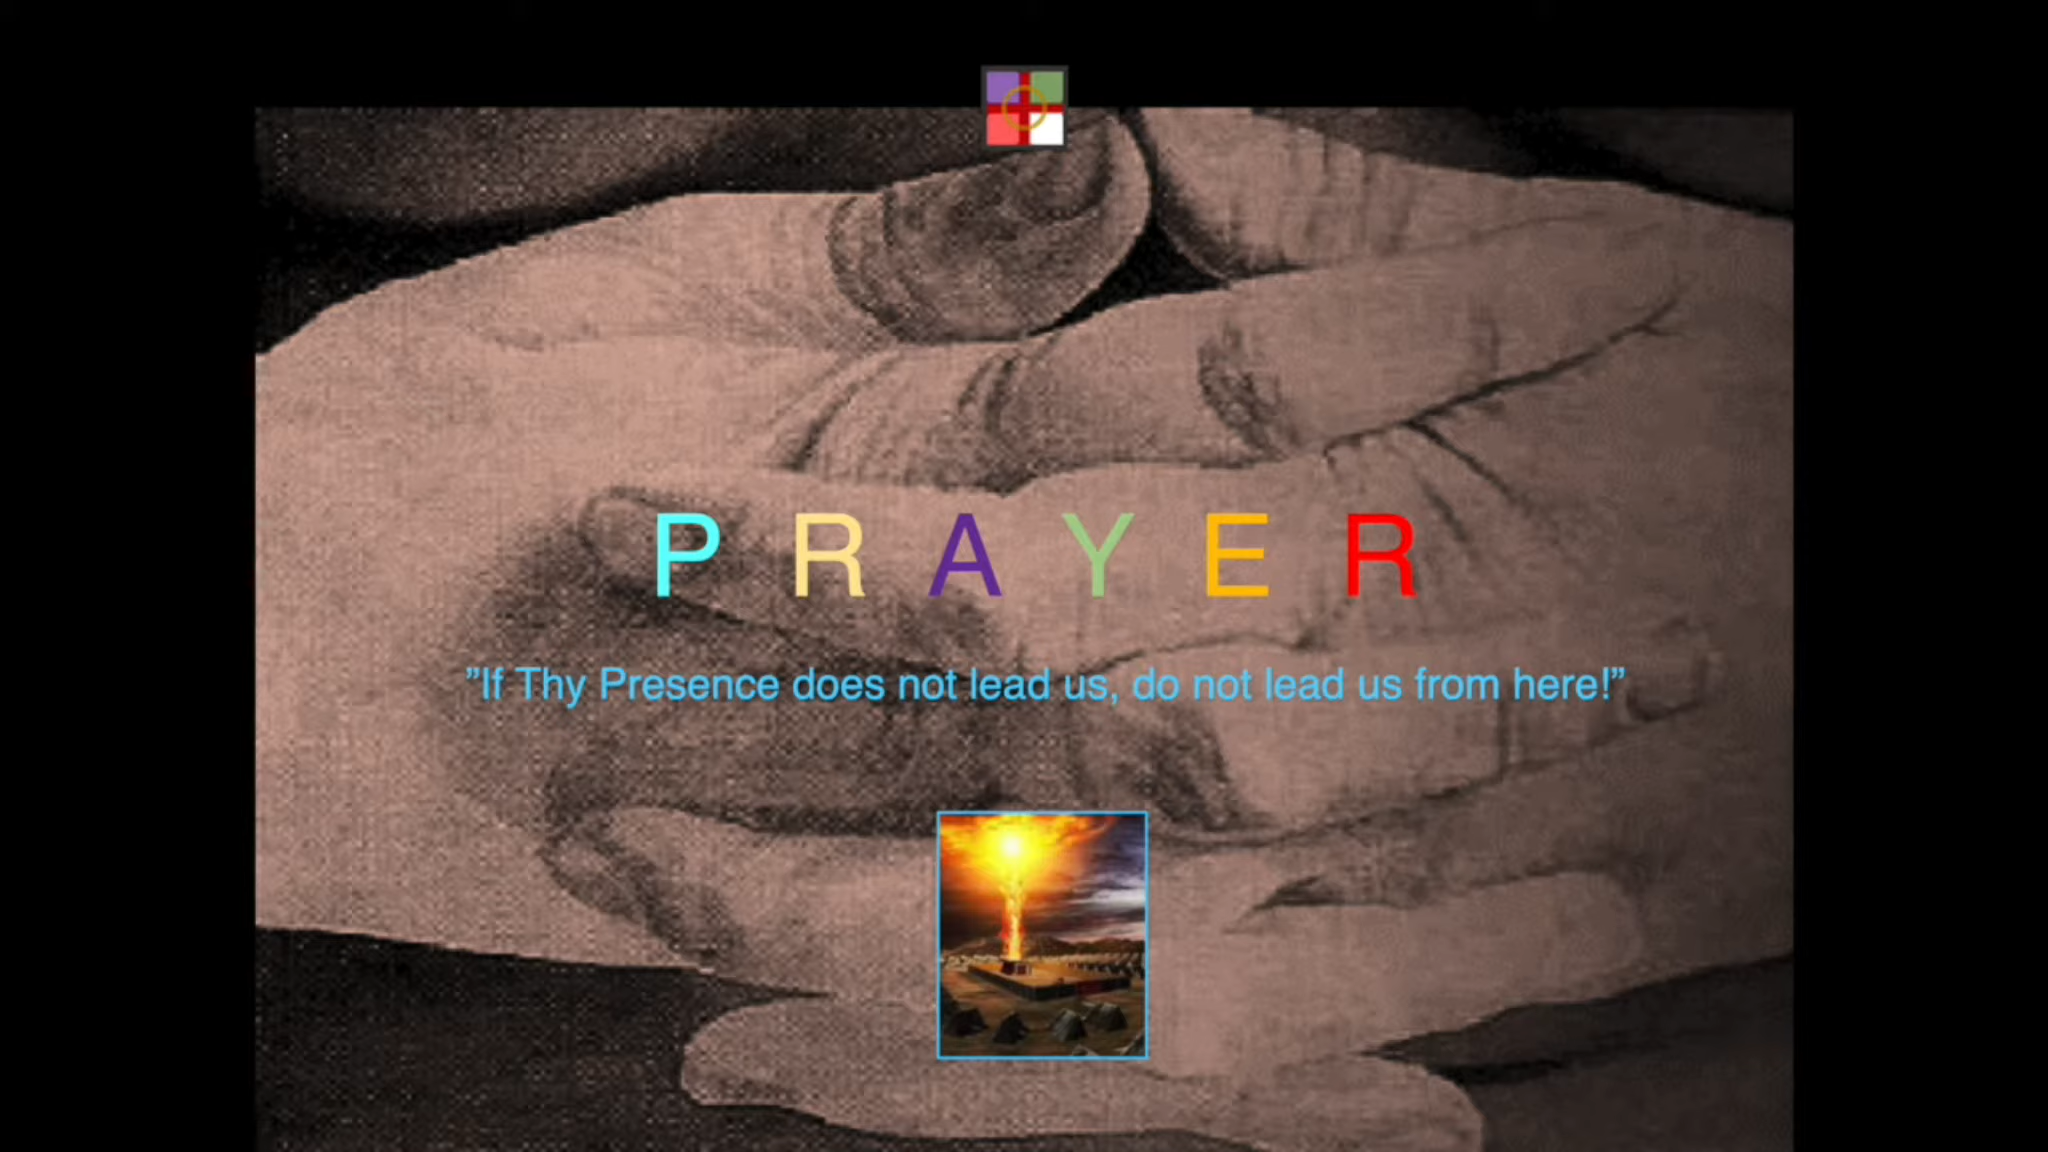 P R A Y E R
”If Thy Presence does not lead us, do not lead us from here!”